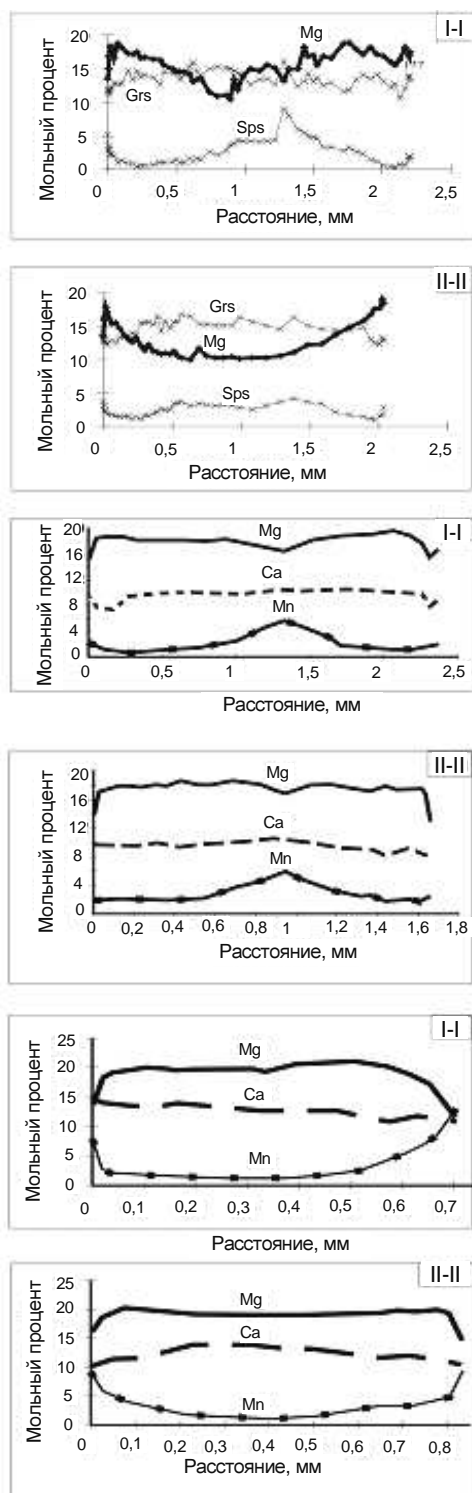 I-I
Мольный процент
20
15
10
5
0
Mg
Grs
Sps
0 0,5 1 1,5 2 2,5
Расстояние, мм
II-II
Мольный процент
20
15
10
5
0
Grs
Mg
Sps
0 0,5 1 1,5 2 2,5
Расстояние, мм
I-I
Мольный процент
20
16
12
8
4
0
Mg
Ca
Mn
0 0,5 1 1,5 2 2,5
Расстояние, мм
II-II
Мольный процент
20
16
12
8
4
0
Mg
Ca
Mn
0 0,2 0,4 0,6 0,8 1 1,2 1,4 1,6 1,8
Расстояние, мм
I-I
Мольный процент
25
20
15
10
5
0
Mg
Ca
Mn
0 0,1 0,2 0,3 0,4 0,5 0,6 0,7
Расстояние, мм
II-II
Мольный процент
25
20
15
10
5
0
Mg
Ca
Mn
0 0,1 0,2 0,3 0,4 0,5 0,6 0,7 0,8
Расстояние, мм